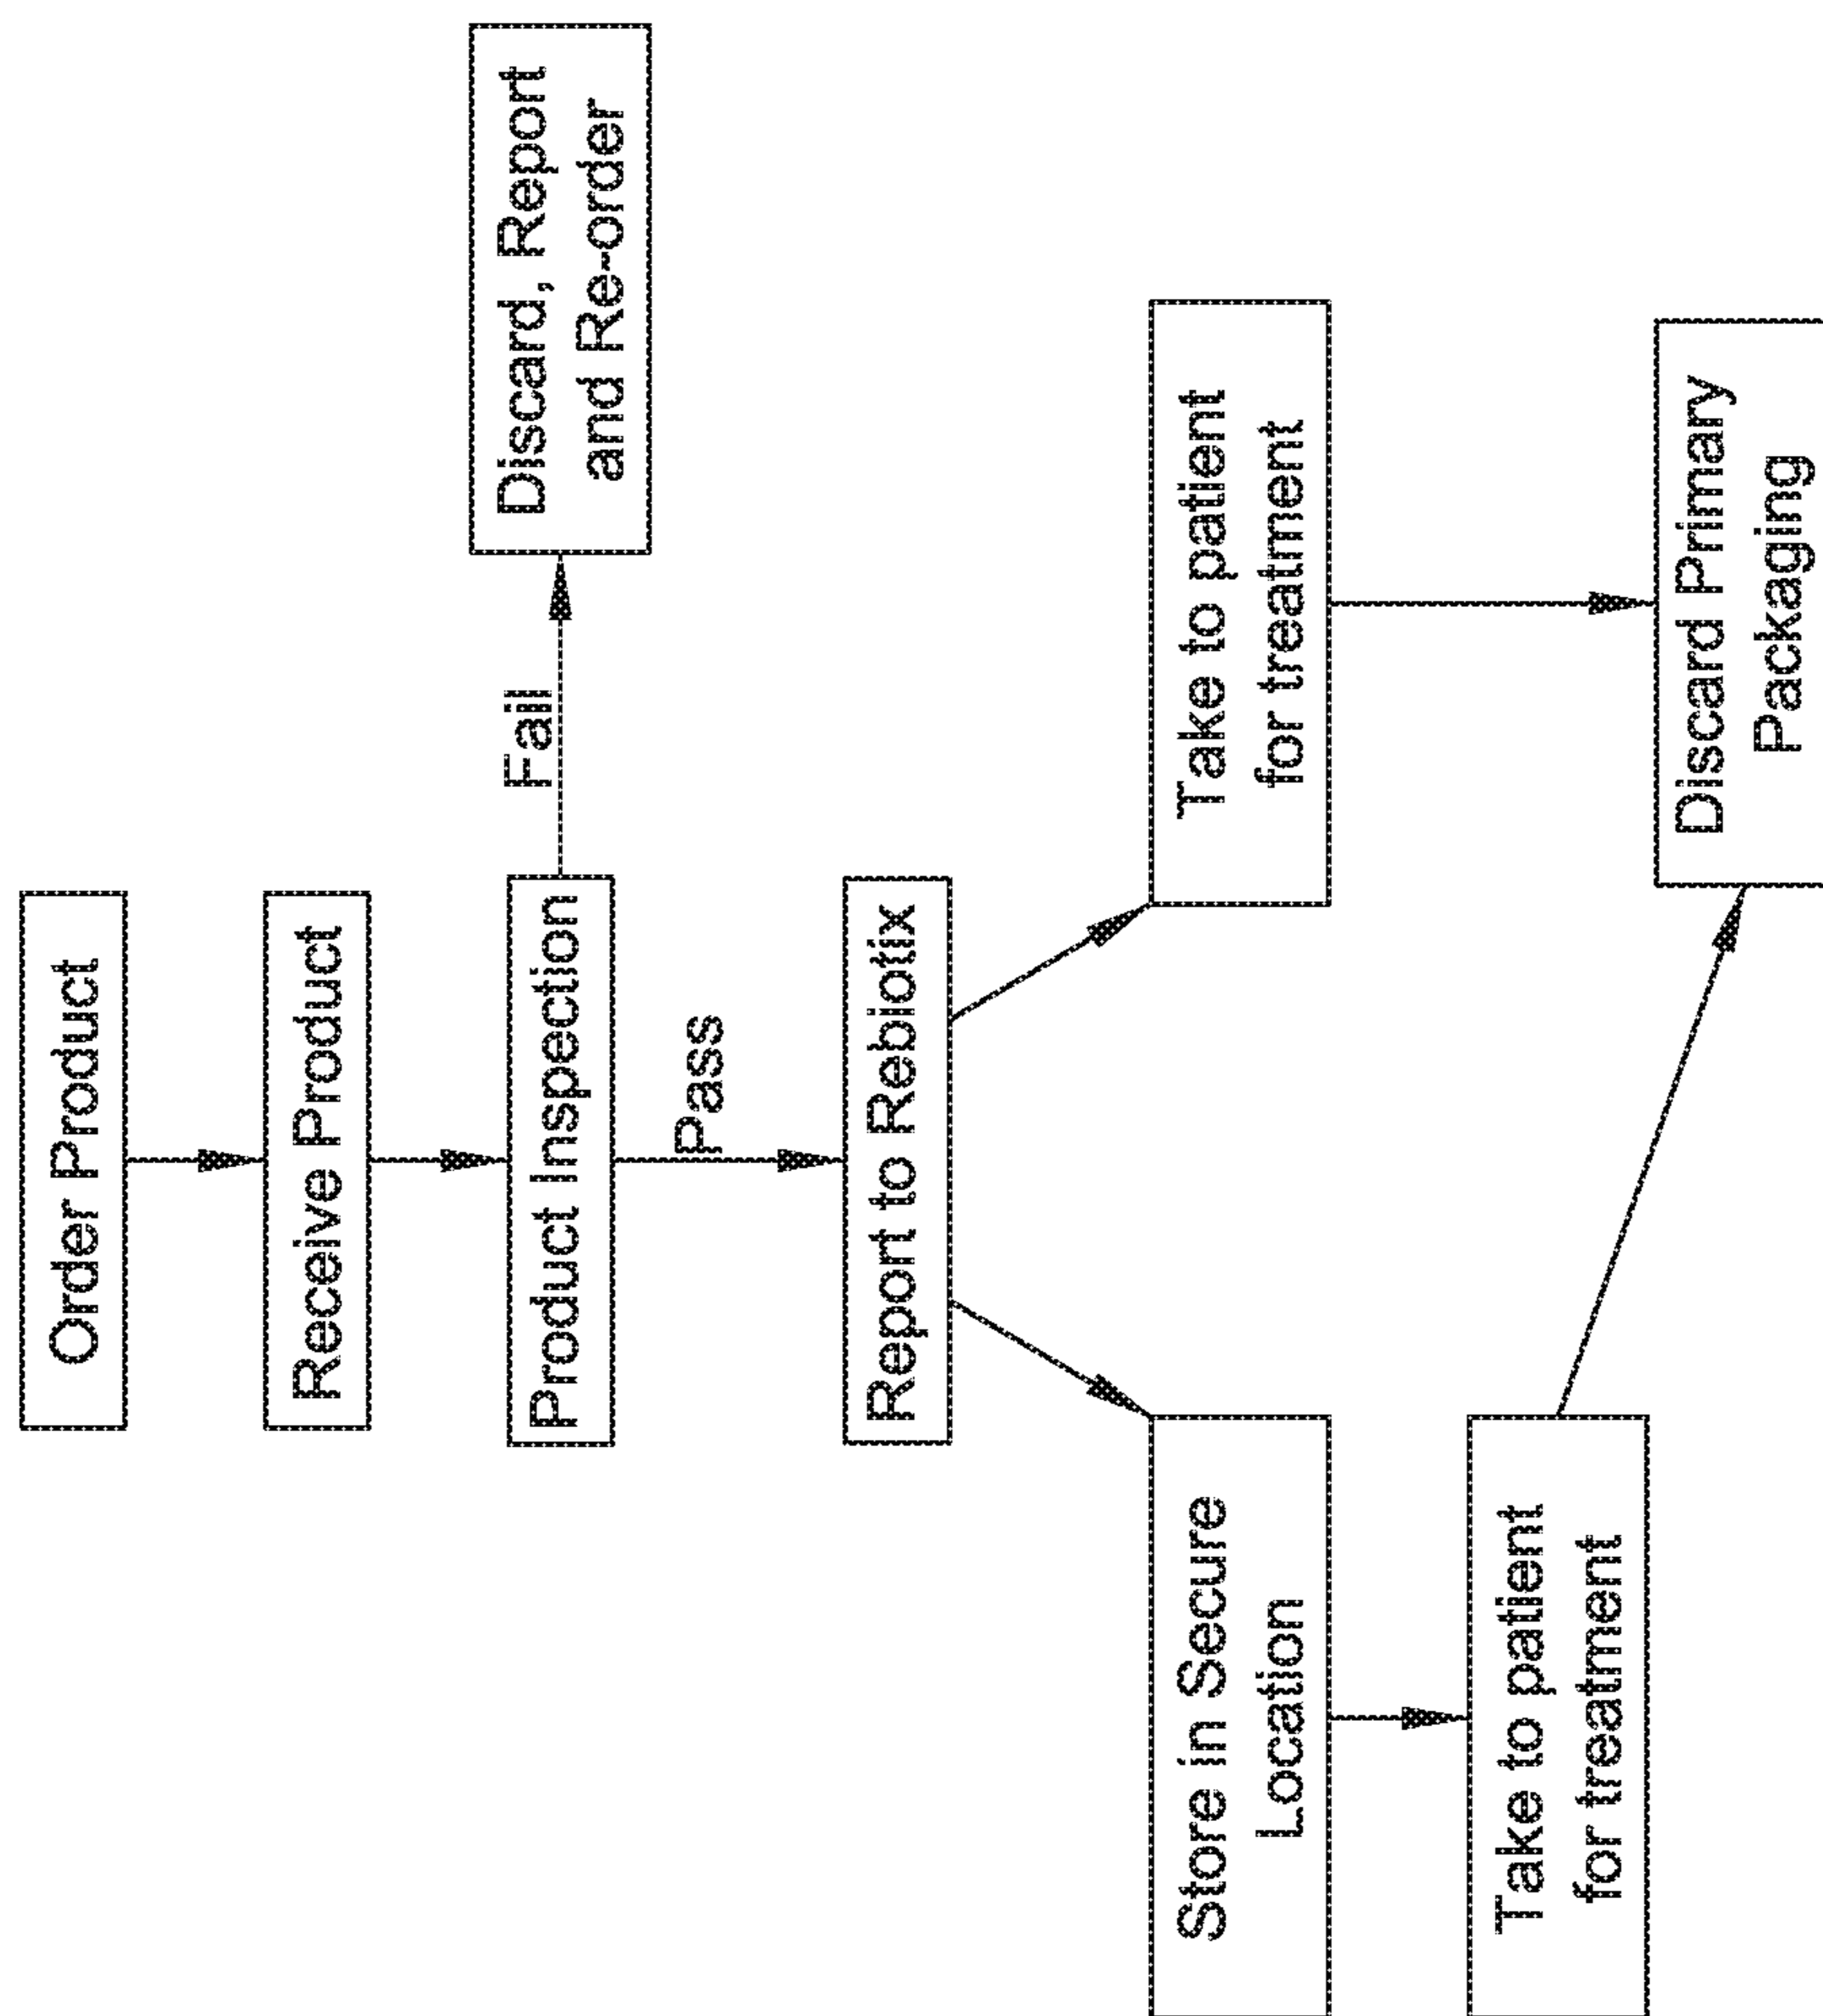 Order Product
Receive Product
Product Inspection
Fail
Discard, Report
and Re-order
Pass
Report to Rebiotix
Store in Secure
Location
Take to patient
for treatment
Take to patient
for treatment
Discard Primary
Packaging